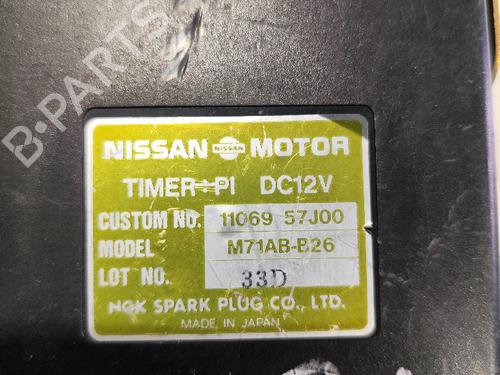 B-PARTS
NISSAN NISSAN MOTOR
TIMER-PI DC12V
CUSTOM NO. 11069 57J00
MODEL M71AB-B26
LOT NO. 33D
NGK SPARK PLUG CO., LTD.
MADE IN JAPAN